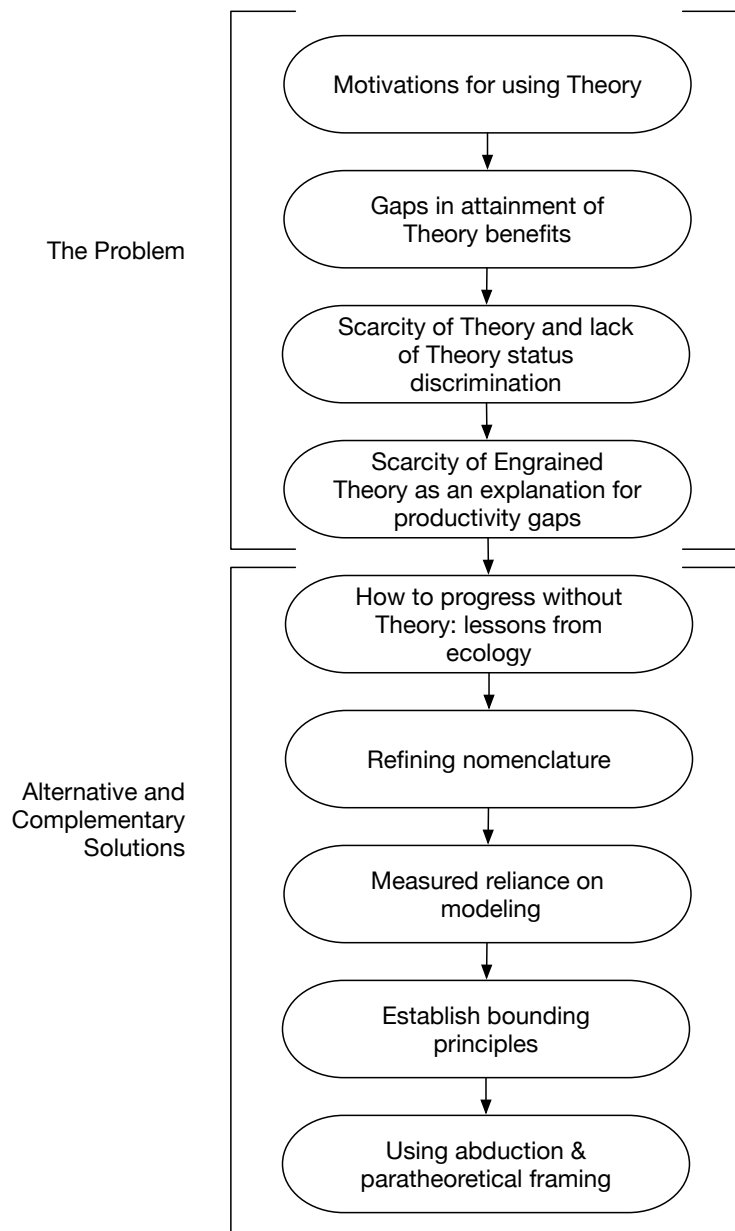 Motivations for using Theory
Gaps in attainment of
Theory benefits
The Problem
Scarcity of Theory and lack
of Theory status
discrimination
Scarcity of Engrained
Theory as an explanation for
productivity gaps
How to progress without
Theory: lessons from
ecology
Refining nomenclature
Alternative and
Complementary
Solutions
Measured reliance on
modeling
Establish bounding
principles
Using abduction &
paratheoretical framing